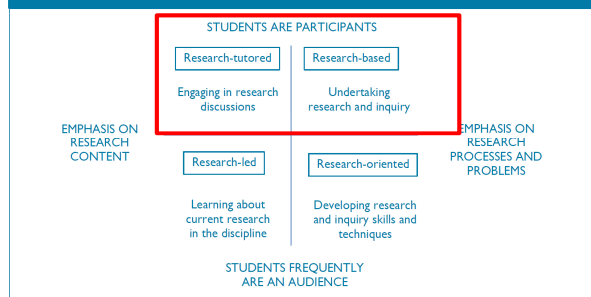 STUDENTS ARE PARTICIPANTS
Research-tutored
Research-based
Engaging in research
discussions
Undertaking
research and inquiry
EMPHASIS ON
RESEARCH
CONTENT
EMPHASIS ON
RESEARCH
PROCESSES AND
PROBLEMS
Research-led
Research-oriented
Learning about
current research
in the discipline
Developing research
and inquiry skills and
techniques
STUDENTS FREQUENTLY
ARE AN AUDIENCE